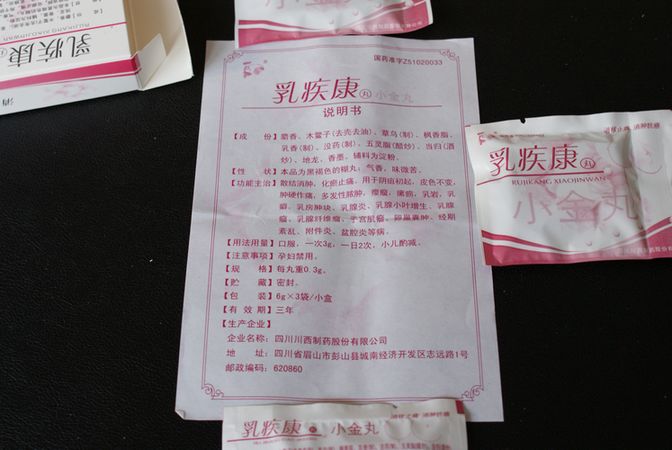 乳疾康丸
国药准字Z51020033
乳疾康丸小金丸
说明书
【成 份】麝香、木鳖子(去壳去油)、草乌(制)、枫香脂、
乳香(制)、没药(制)、五灵脂(醋炒)、当归(酒
炒)、地龙、香墨,辅料为淀粉。
【性 状】本品为黑褐色的糊丸;气香,味微苦。
【功能主治】散结消肿,化瘀止痛。用于阴疽初起,皮色不变,
肿硬作痛,多发性脓肿,瘿瘤,瘰疬,乳岩,乳
癖,乳房肿块、乳腺炎、乳腺小叶增生、乳腺
瘤、乳腺纤维瘤、子宫肌瘤、卵巢囊肿、经期
紊乱、附件炎、盆腔炎等病。
【用法用量】口服,一次3g,一日2次,小儿酌减。
【注意事项】孕妇禁用。
【规 格】每丸重0.3g。
【贮 藏】密封。
【包 装】6g×3袋/小盒
【有 效 期】三年
【生产企业】
企业名称:四川川西制药股份有限公司
地 址:四川省眉山市彭山县城南经济开发区志远路1号
邮政编码:620860
乳疾康丸
RUJIKANG XIAOJINWAN
小金丸
乳疾康 小金丸